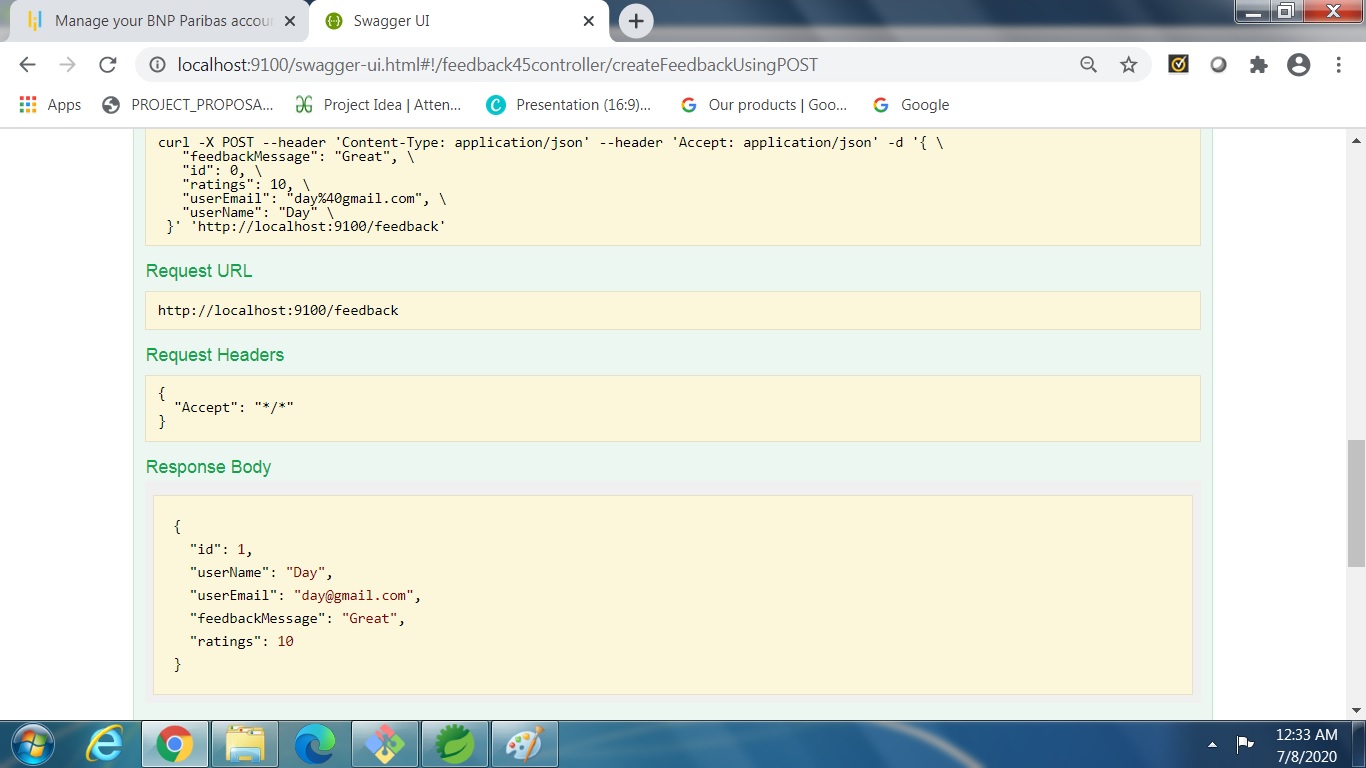 Manage your BNP Paribas accou
Swagger UI
localhost:9100/swagger-ui.html#!/feedback45controller/createFeedbackUsingPOST
Apps
PROJECT_PROPOSA...
Project Idea | Atten...
Presentation (16:9)...
Our products | Goo...
Google
curl -X POST --header 'Content-Type: application/json' --header 'Accept: application/json' -d '{ \
"feedbackMessage": "Great", \
"id": 0, \
"ratings": 10, \
"userEmail": "day%40gmail.com", \
"userName": "Day" \
}' 'http://localhost:9100/feedback'
Request URL
http://localhost:9100/feedback
Request Headers
{
"Accept": "*/*"
}
Response Body
{
"id": 1,
"userName": "Day",
"userEmail": "day@gmail.com",
"feedbackMessage": "Great",
"ratings": 10
}
12:33 AM
7/8/2020